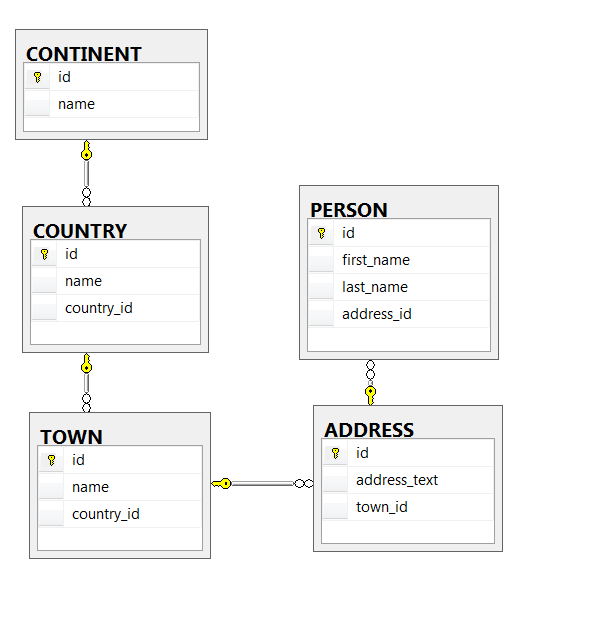 CONTINENT
id
name
COUNTRY
id
name
country_id
TOWN
id
name
country_id
PERSON
id
first_name
last_name
address_id
ADDRESS
id
address_text
town_id